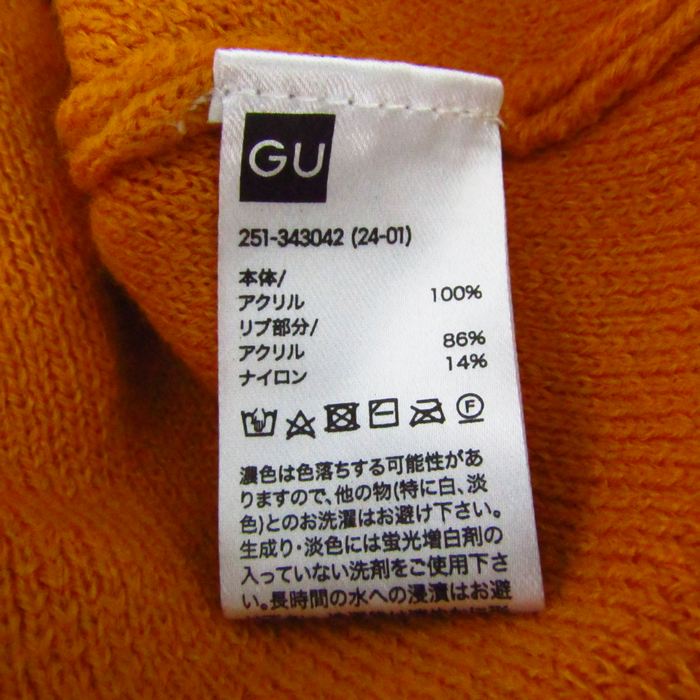 GU
251-343042 (24-01)
本体/
アクリル 100%
リブ部分/
アクリル 86%
ナイロン 14%
F
濃色は色落ちする可能性があ
りますので、他の物(特に白、淡
色)とのお洗濯はお避け下さい。
生成り・淡色には蛍光増白剤の
入っていない洗剤をご使用下さ
い。長時間の水への浸漬はお避